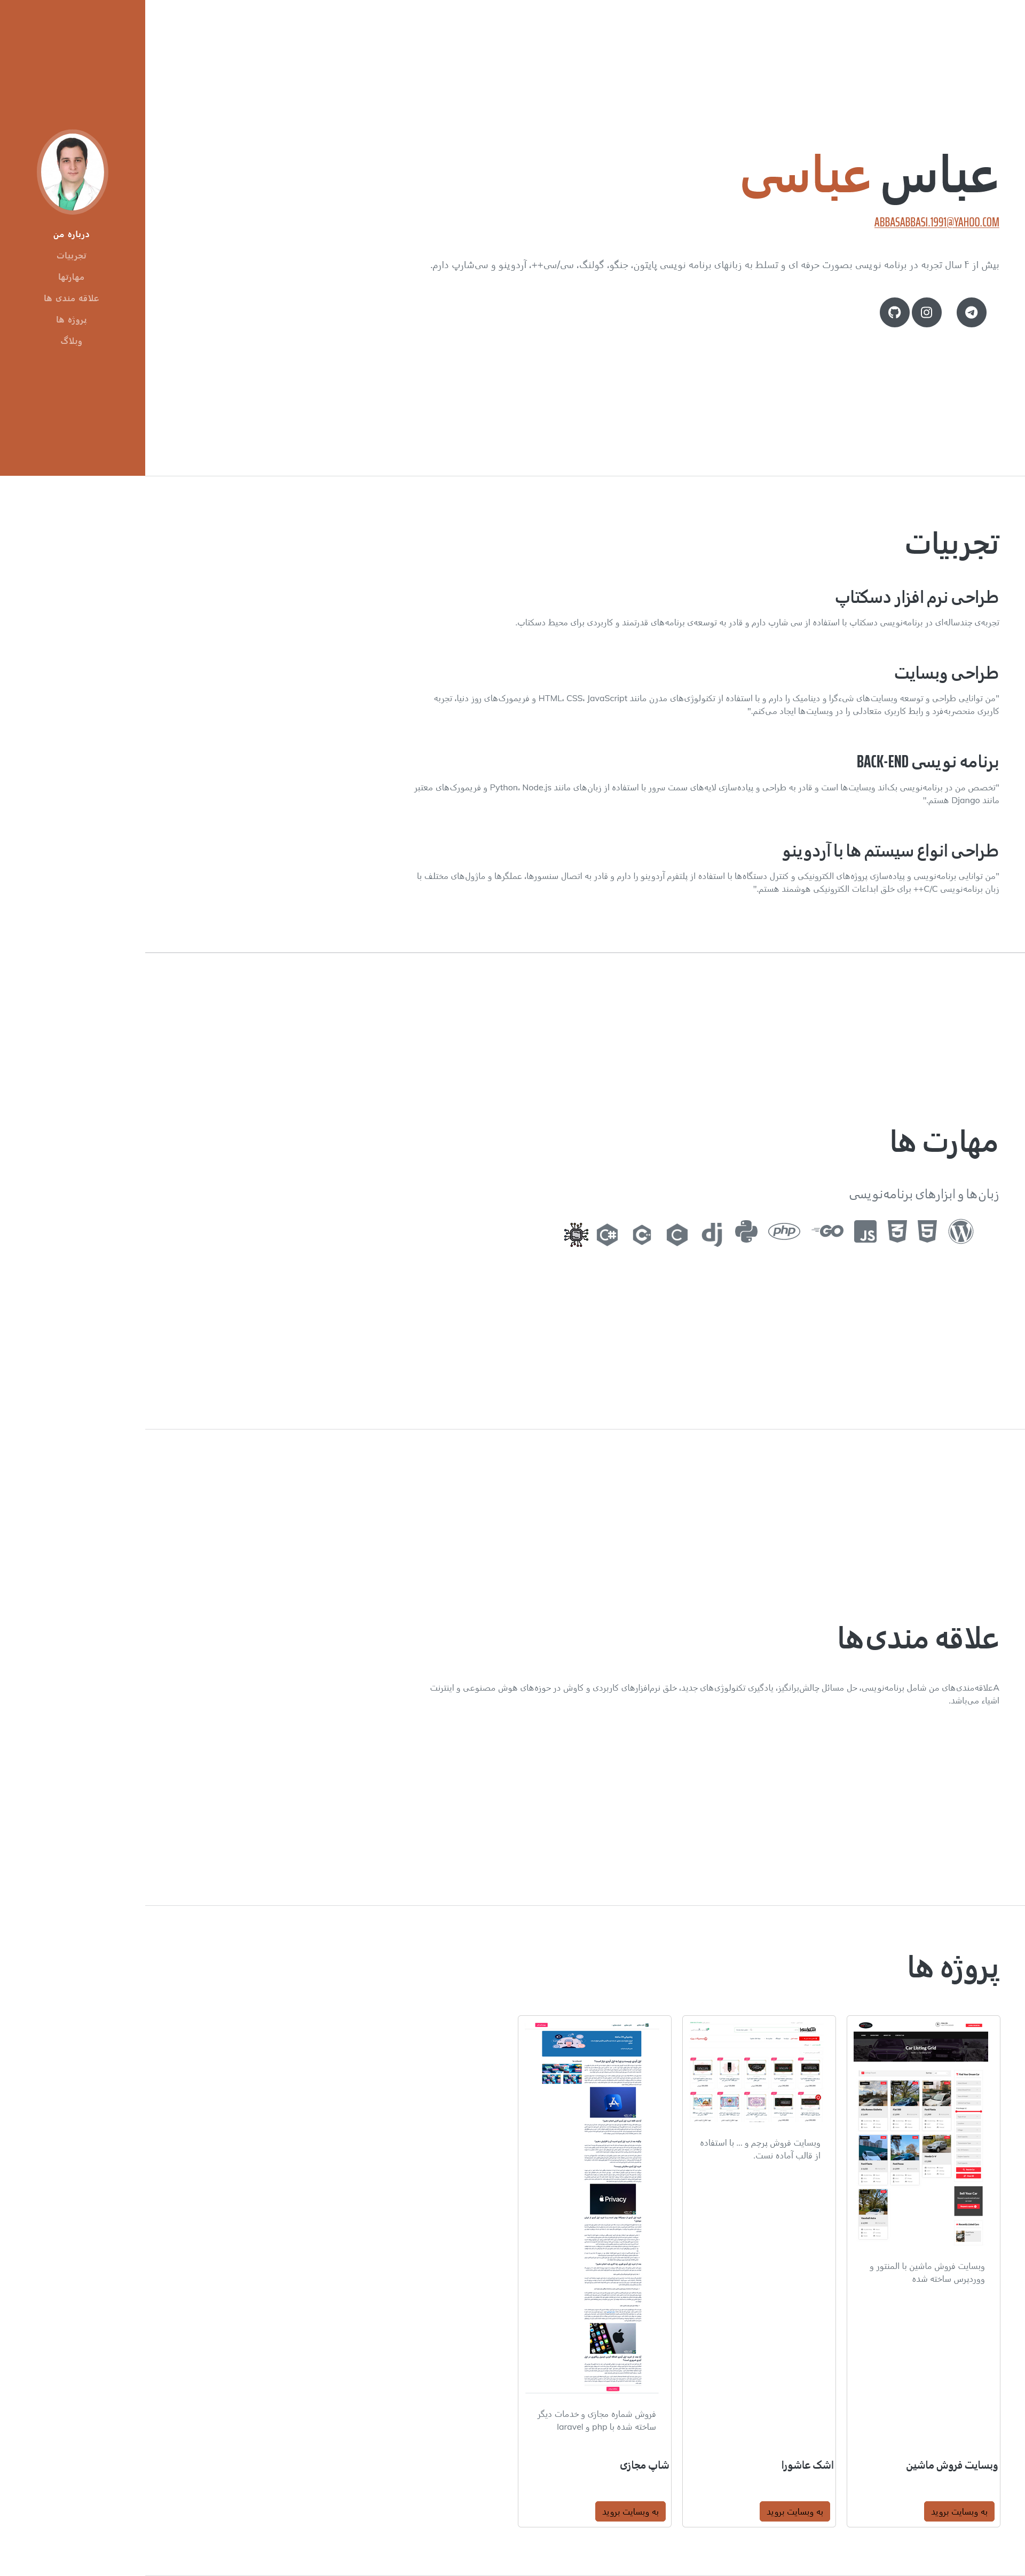 درباره من
تجربیات
مهارتها
علاقه مندی ها
پروژه ها
وبلاگ
عباس عباسی
ABBASABBASI.1991@YAHOO.COM
بیش از ۴ سال تجربه در برنامه نویسی بصورت حرفه ای و تسلط به زبانهای برنامه نویسی پایتون، جنگو، گولنگ، سی/سی++، آردوینو و سی‌شارپ دارم.
تجربیات
طراحی نرم افزار دسکتاپ
تجربه‌ی چندساله‌ای در برنامه‌نویسی دسکتاپ با استفاده از سی شارپ دارم و قادر به توسعه‌ی برنامه‌های قدرتمند و کاربردی برای محیط دسکتاپ.
طراحی وبسایت
"من توانایی طراحی و توسعه وبسایت‌های شیءگرا و دینامیک را دارم و با استفاده از تکنولوژی‌های مدرن مانند HTML، CSS، JavaScript و فریمورک‌های روز دنیا، تجربه
کاربری منحصربه‌فرد و رابط کاربری متعادلی را در وبسایت‌ها ایجاد می‌کنم."
برنامه نویسی BACK-END
"تخصص من در برنامه‌نویسی بک‌اند وبسایت‌ها است و قادر به طراحی و پیاده‌سازی لایه‌های سمت سرور با استفاده از زبان‌های مانند Python، Node.js و فریمورک‌های معتبر
مانند Django هستم."
طراحی انواع سیستم ها با آردوینو
"من توانایی برنامه‌نویسی و پیاده‌سازی پروژه‌های الکترونیکی و کنترل دستگاه‌ها با استفاده از پلتفرم آردوینو را دارم و قادر به اتصال سنسورها، عملگرها و ماژول‌های مختلف با
زبان برنامه‌نویسی C/C++ برای خلق ابداعات الکترونیکی هوشمند هستم."
مهارت ها
زبان‌ها و ابزارهای برنامه‌نویسی
JS
GO
php
dj
C
C#
علاقه مندی‌ها
Aعلاقه‌مندی‌های من شامل برنامه‌نویسی، حل مسائل چالش‌برانگیز، یادگیری تکنولوژی‌های جدید، خلق نرم‌افزارهای کاربردی و کاوش در حوزه‌های هوش مصنوعی و اینترنت
اشیاء می‌باشد.
پروژه ها
Car Listing Grid
وبسایت فروش ماشین با المنتور و
ووردپرس ساخته شده
وبسایت فروش ماشین
به وبسایت بروید
وبسایت فروش پرچم و ... با استفاده
از قالب آماده نست.
اشک عاشورا
به وبسایت بروید
Privacy
فروش شماره مجازی و خدمات دیگر
ساخته شده با php و laravel
شاپ مجازی
به وبسایت بروید